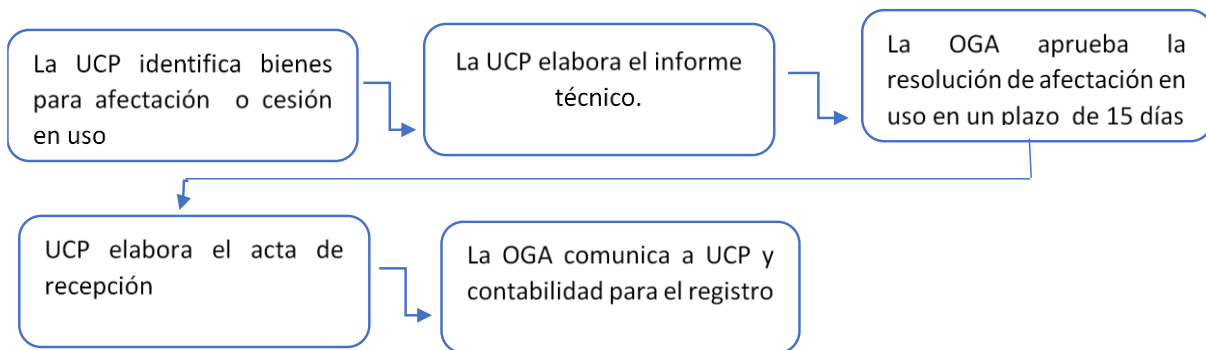 La UCP identifica bienes
para afectación o cesión
en uso
La UCP elabora el informe
técnico.
La OGA aprueba la
resolución de afectación en
uso en un plazo de 15 días
UCP elabora el acta de
recepción
La OGA comunica a UCP y
contabilidad para el registro